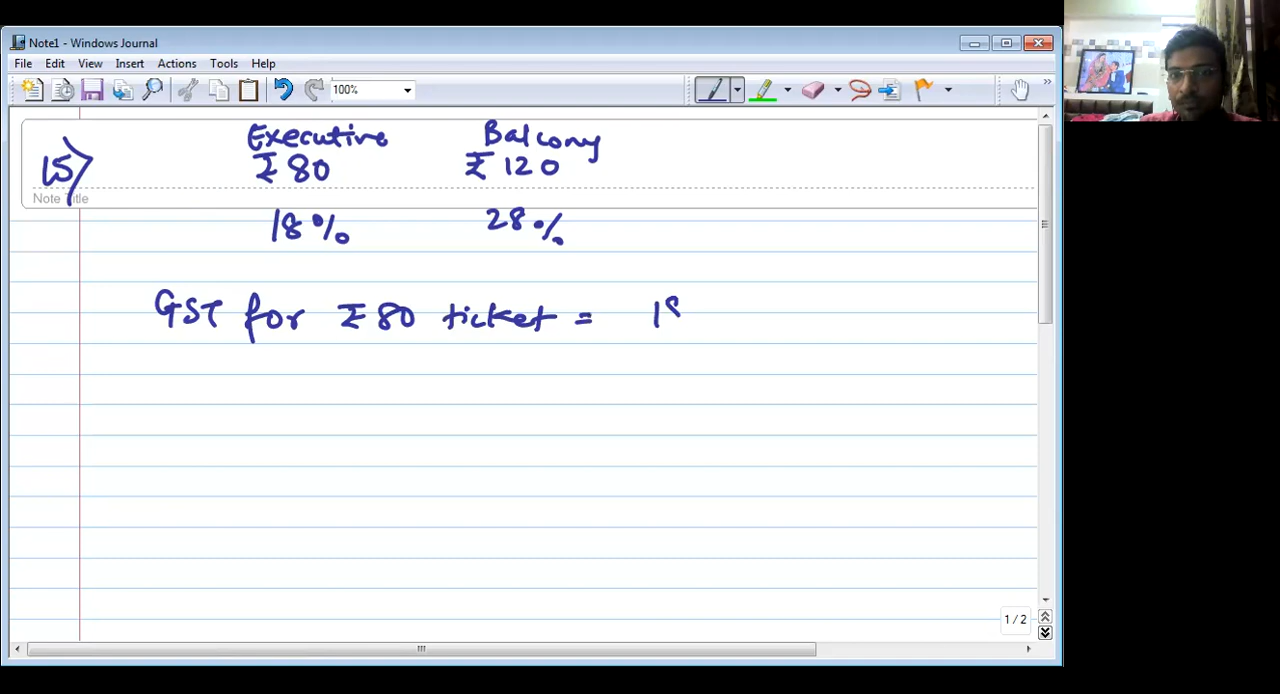 Note1 - Windows Journal
File Edit View Insert Actions Tools Help
100%
Executive Balcony
15) ₹ 80 ₹ 120
Note Title
18% 28%
GST for ₹ 80 ticket = 18
1 / 2